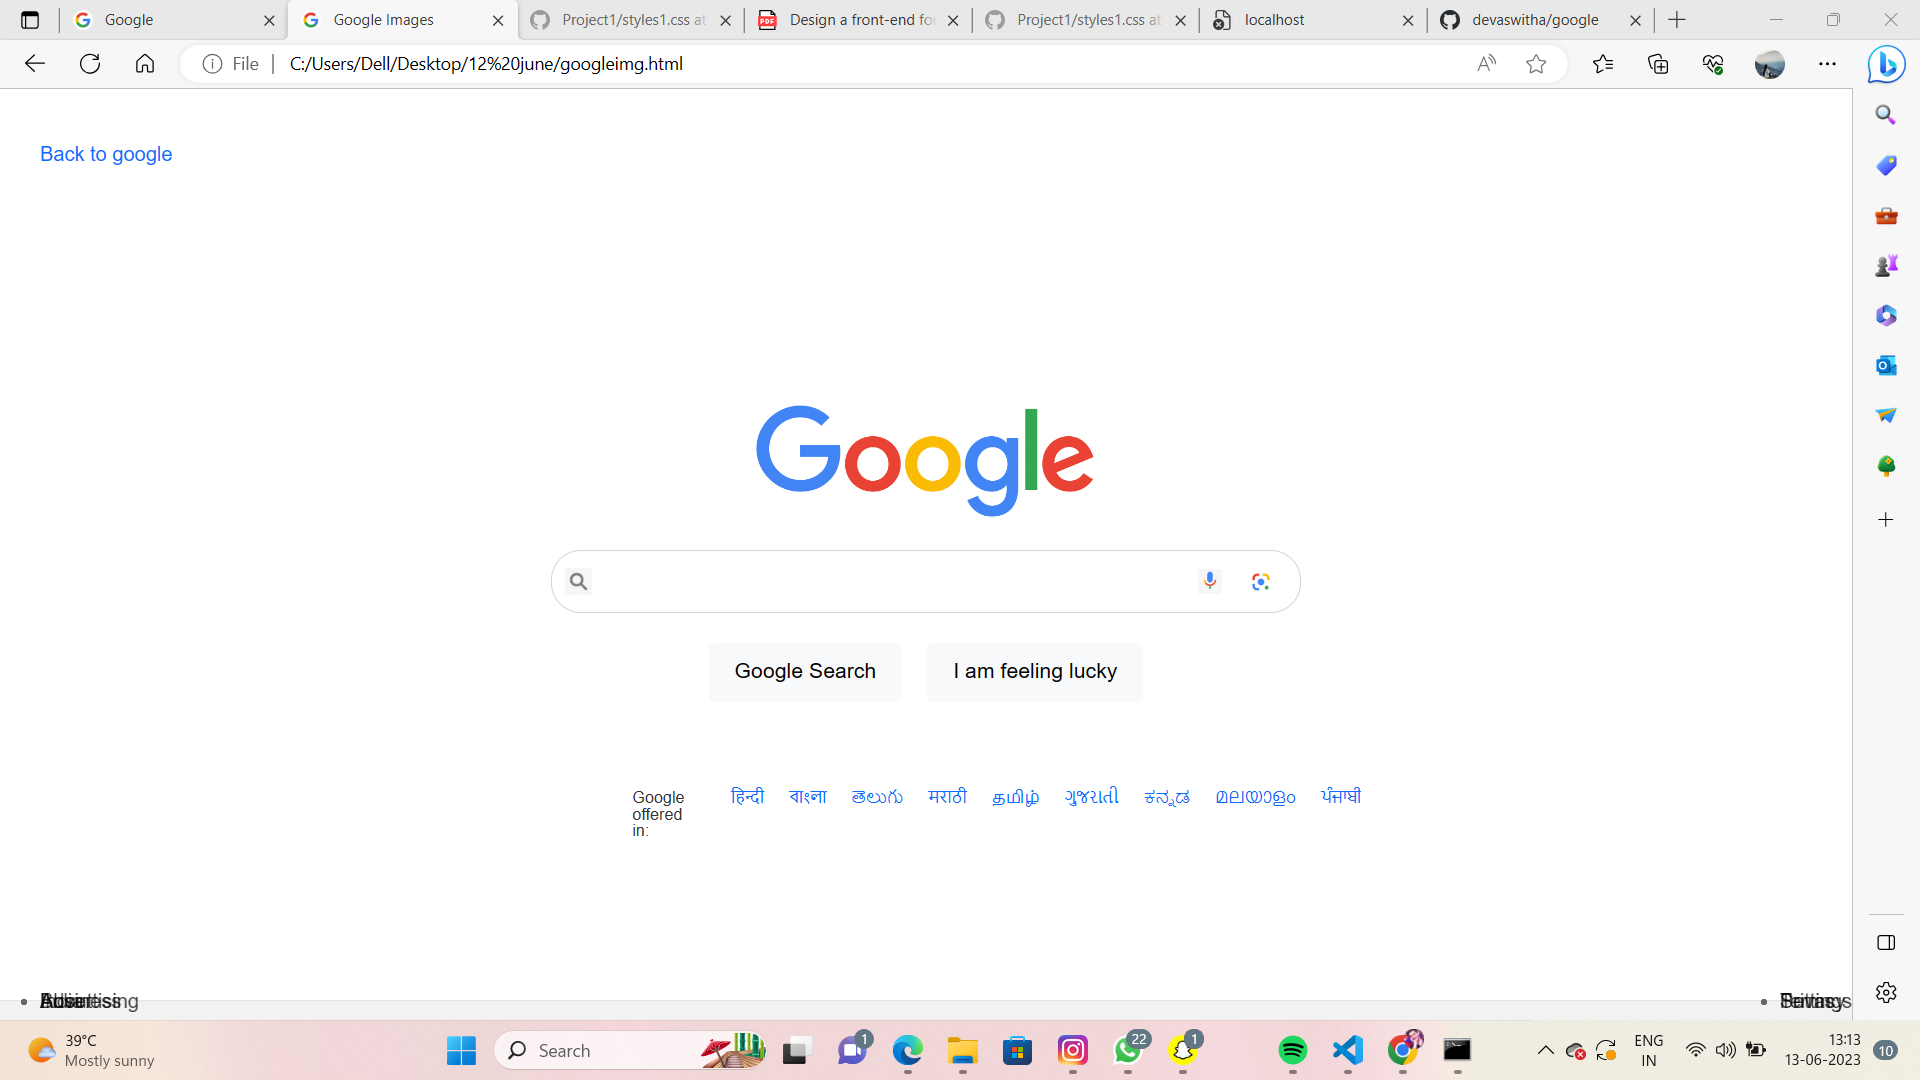 Google
Google Images
Project1/styles1.css at
Design a front-end for
Project1/styles1.css at
localhost
devaswitha/google
File
C:/Users/Dell/Desktop/12%20june/googleimg.html
Back to google
Google
Google Search
I am feeling lucky
Google offered in:
हिन्दी বাংলা తెలుగు मराठी தமிழ் ગુજરાતી ಕನ್ನಡ മലയാളം ਪੰਜਾਬੀ
39°C
Mostly sunny
Search
1
22
1
ENG
IN
13:13
13-06-2023
10